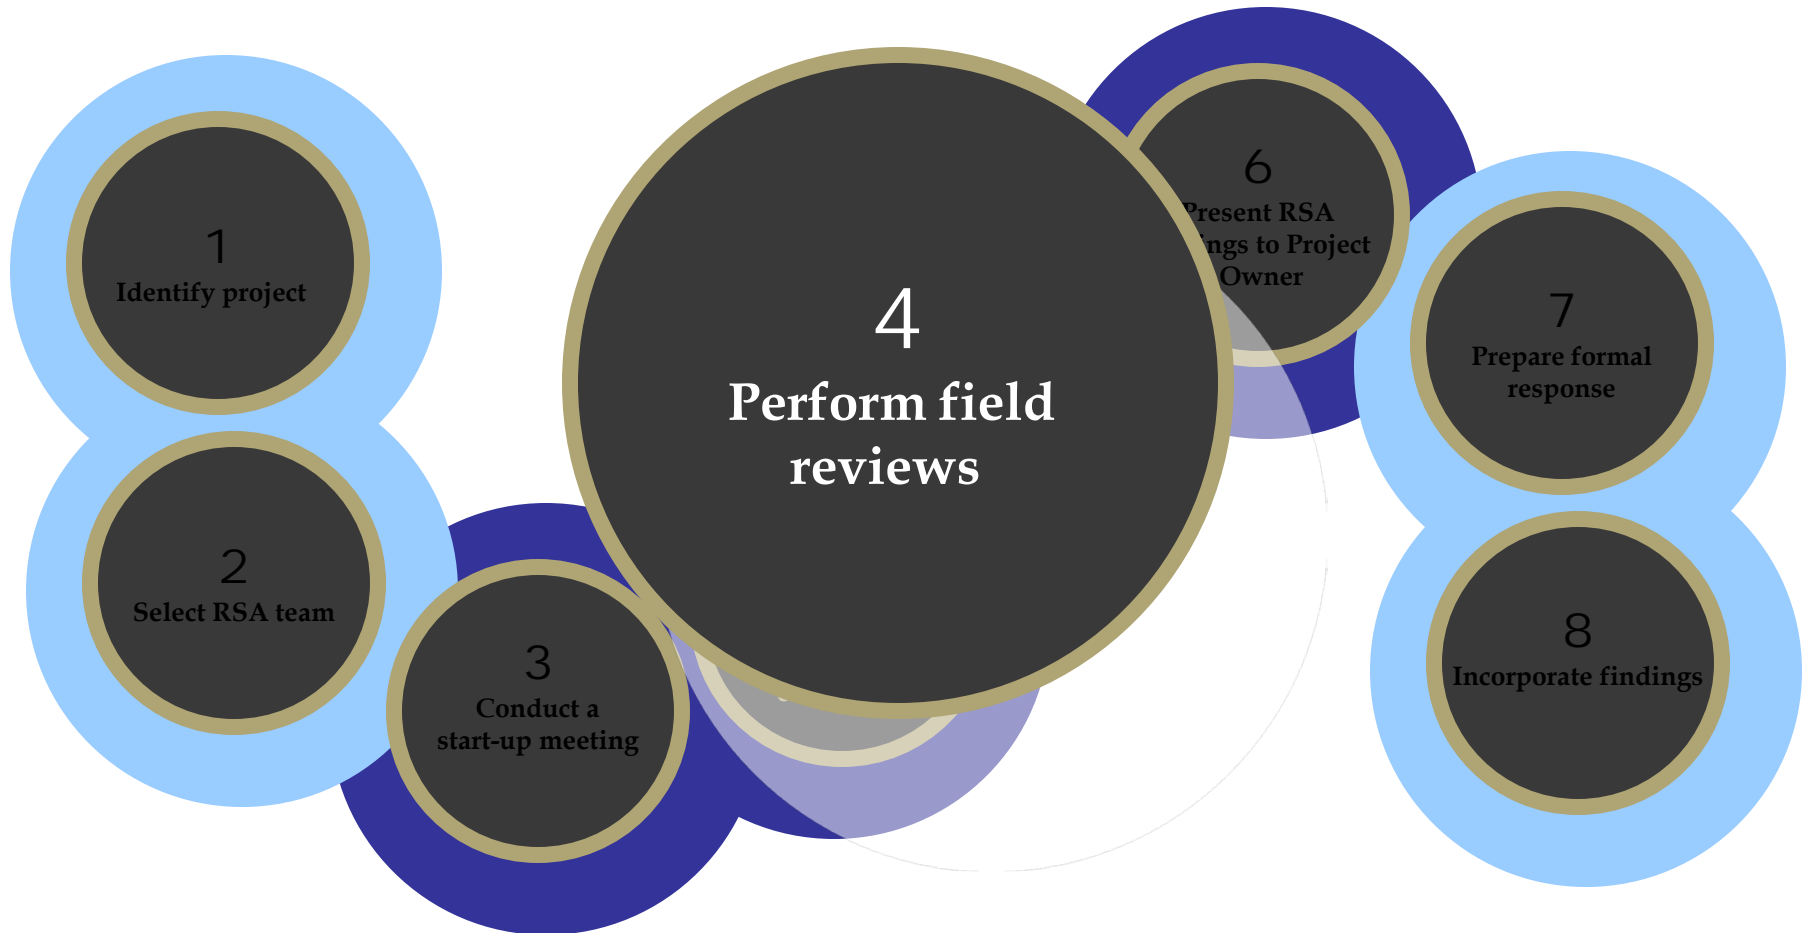 1
Identify project
2
Select RSA team
3
Conduct a
start-up meeting
4
Perform field
reviews
6
Present RSA
ings to Project
Owner
7
Prepare formal
response
8
Incorporate findings